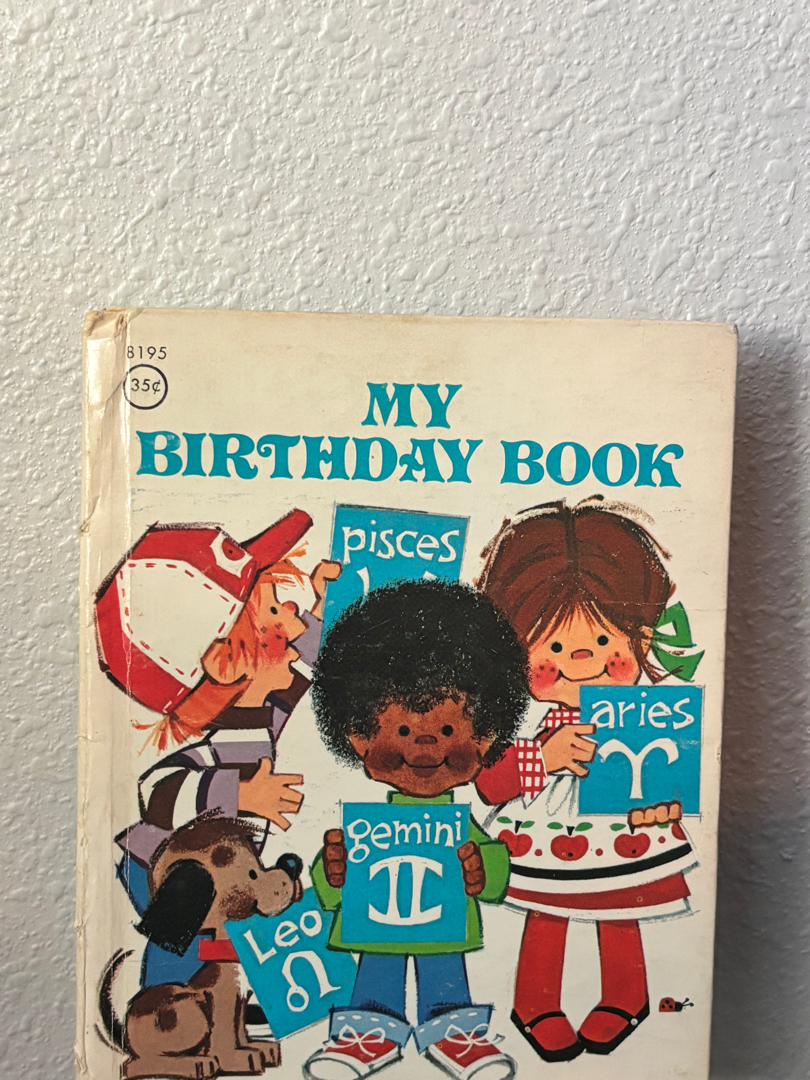 8195
35¢
MY
BIRTHDAY BOOK
pisces
aries
gemini
Leo